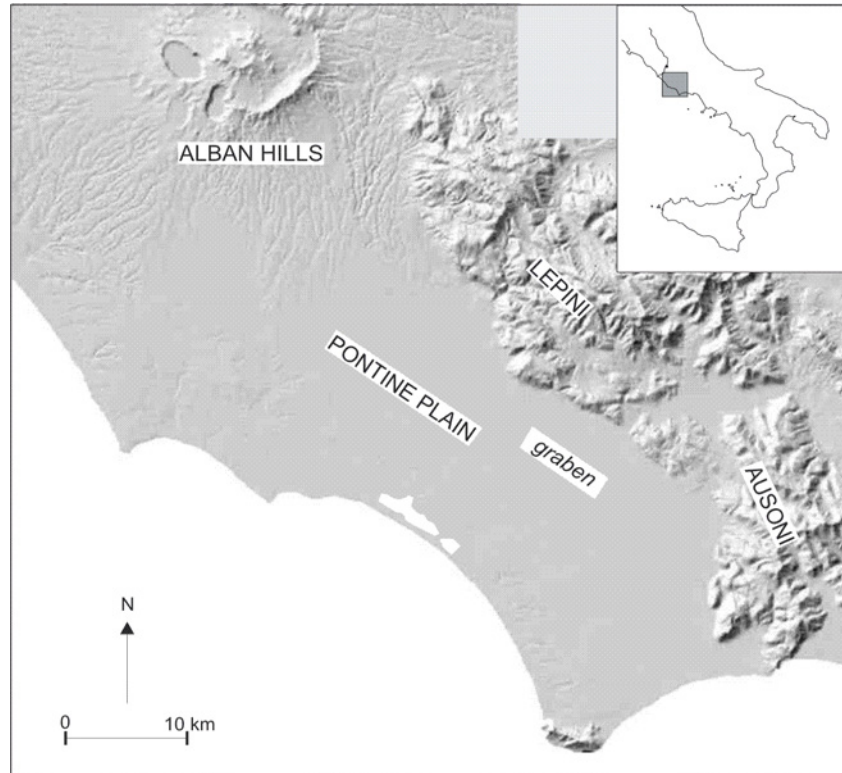 ALBAN HILLS
LEPINI
PONTINE PLAIN
graben
AUSONI
N
0 10 km